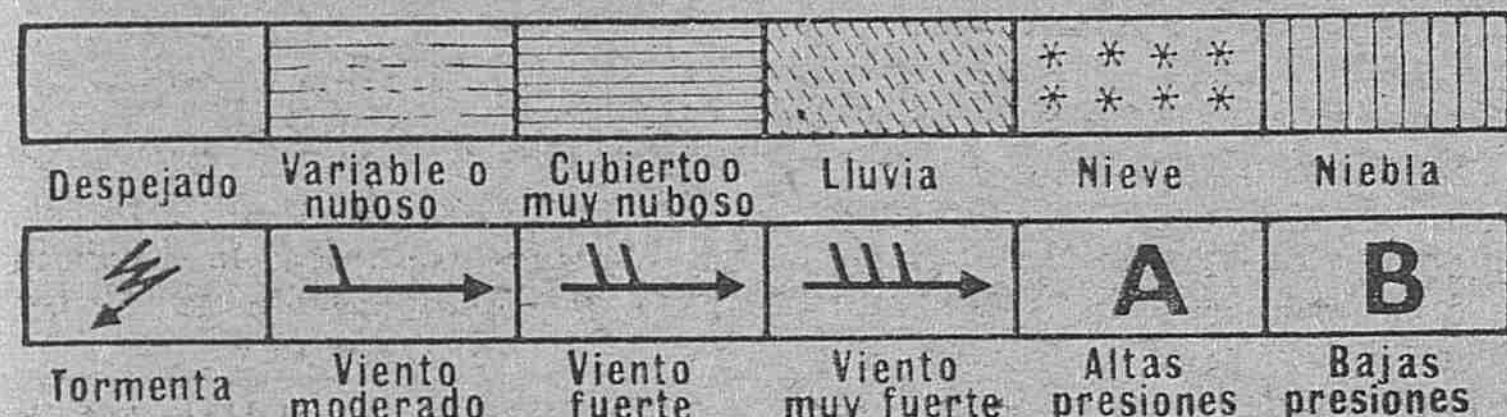 Despejado
Variable o
nuboso
Cubierto o
muy nuboso
Lluvia
Nieve
Niebla
A
B
Tormenta
Viento
moderado
Viento
fuerte
Viento
muy fuerte
Altas
presiones
Bajas
presiones